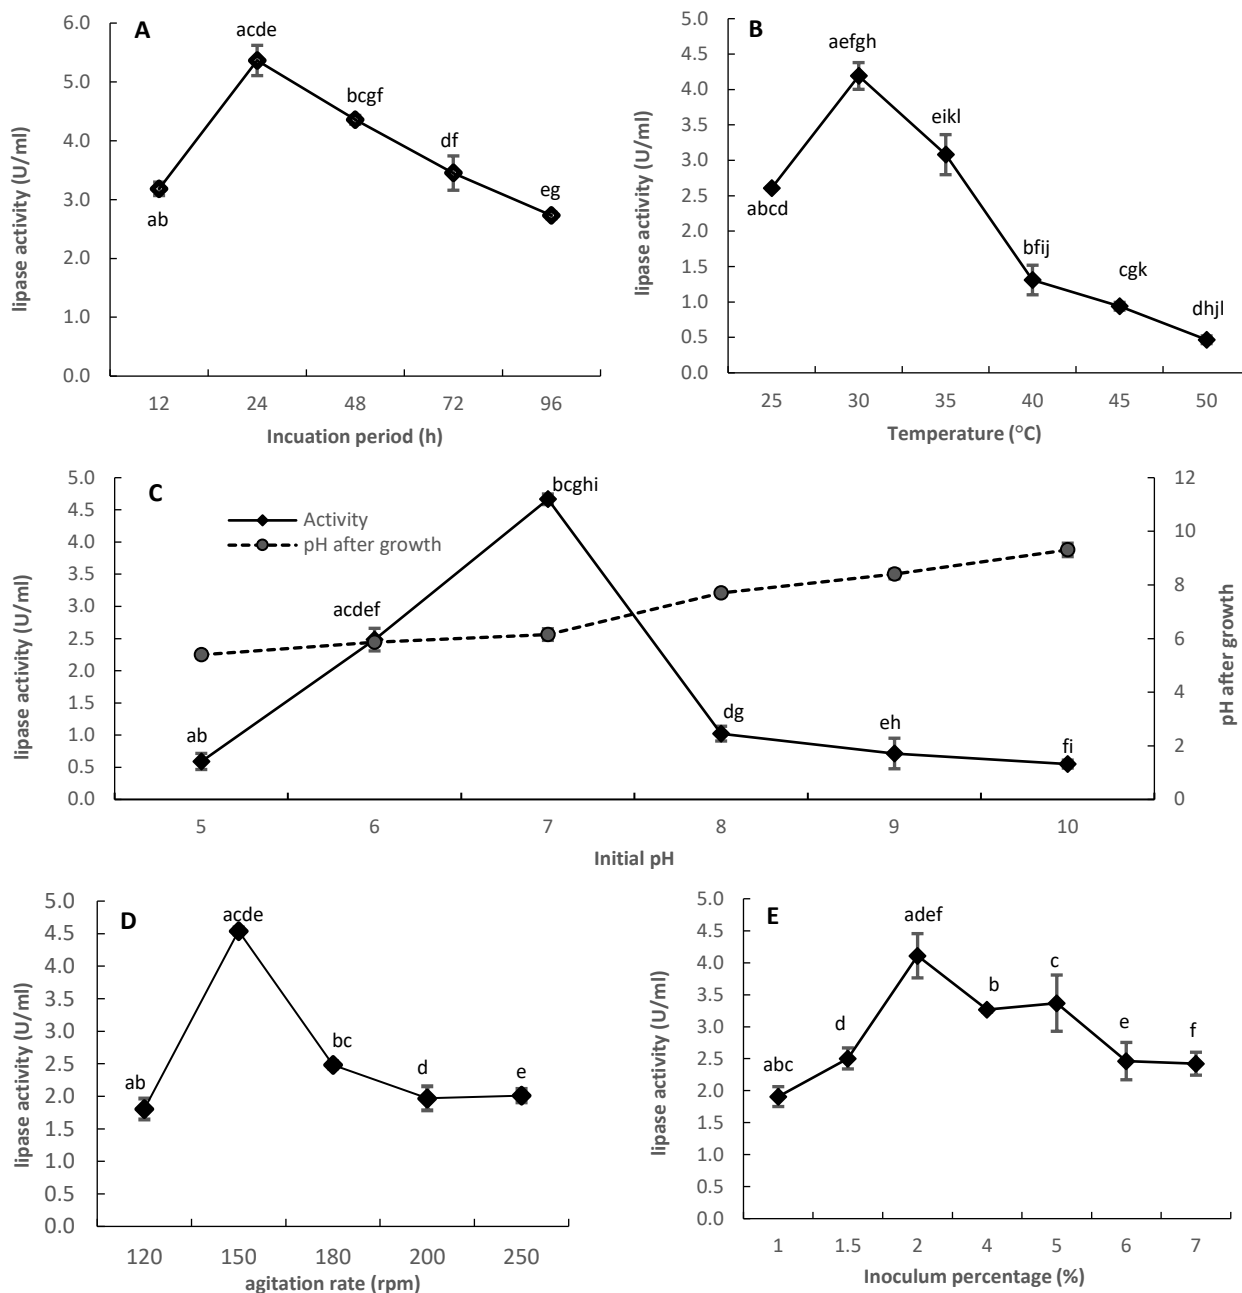 A
lipase activity (U/ml)
6.0
5.0
4.0
3.0
2.0
1.0
0.0
acde
bcgf
df
eg
ab
12 24 48 72 96
Incuation period (h)
B
lipase activity (U/ml)
5.0
4.5
4.0
3.5
3.0
2.5
2.0
1.5
1.0
0.5
0.0
aefgh
eikl
abcd
bfij
cgk
dhjl
25 30 35 40 45 50
Temperature (°C)
C
lipase activity (U/ml)
5.0
4.5
4.0
3.5
3.0
2.5
2.0
1.5
1.0
0.5
0.0
Activity
pH after growth
bcghi
acdef
ab
dg
eh
fi
12
10
8
6
4
2
0
pH after growth
5 6 7 8 9 10
Initial pH
D
lipase activity (U/ml)
5.0
4.5
4.0
3.5
3.0
2.5
2.0
1.5
1.0
0.5
0.0
acde
ab
bc
d
e
120 150 180 200 250
agitation rate (rpm)
E
lipase activity (U/ml)
5.0
4.5
4.0
3.5
3.0
2.5
2.0
1.5
1.0
0.5
0.0
adef
b
c
d
e
f
abc
1 1.5 2 4 5 6 7
Inoculum percentage (%)